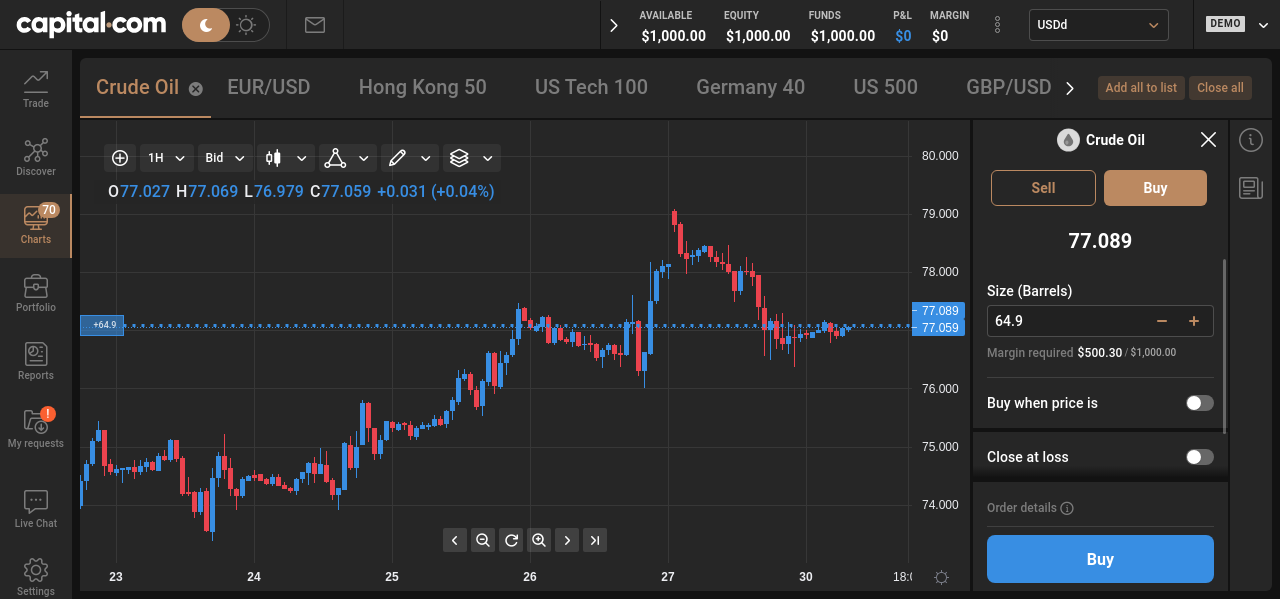 capital.com
AVAILABLE EQUITY FUNDS P&L MARGIN
$1,000.00 $1,000.00 $1,000.00 $0 $0
USDd
DEMO
Trade
Discover
70
Charts
Portfolio
Reports
!
My requests
Live Chat
Settings
Crude Oil EUR/USD Hong Kong 50 US Tech 100 Germany 40 US 500 GBP/USD
Add all to list Close all
1H Bid
O77.027 H77.069 L76.979 C77.059 +0.031 (+0.04%)
+64.9
80.000
79.000
78.000
77.089
77.059
76.000
75.000
74.000
23 24 25 26 27 30 18:0
Crude Oil
Sell Buy
77.089
Size (Barrels)
64.9 − +
Margin required $500.30 / $1,000.00
Buy when price is
Close at loss
Order details
Buy